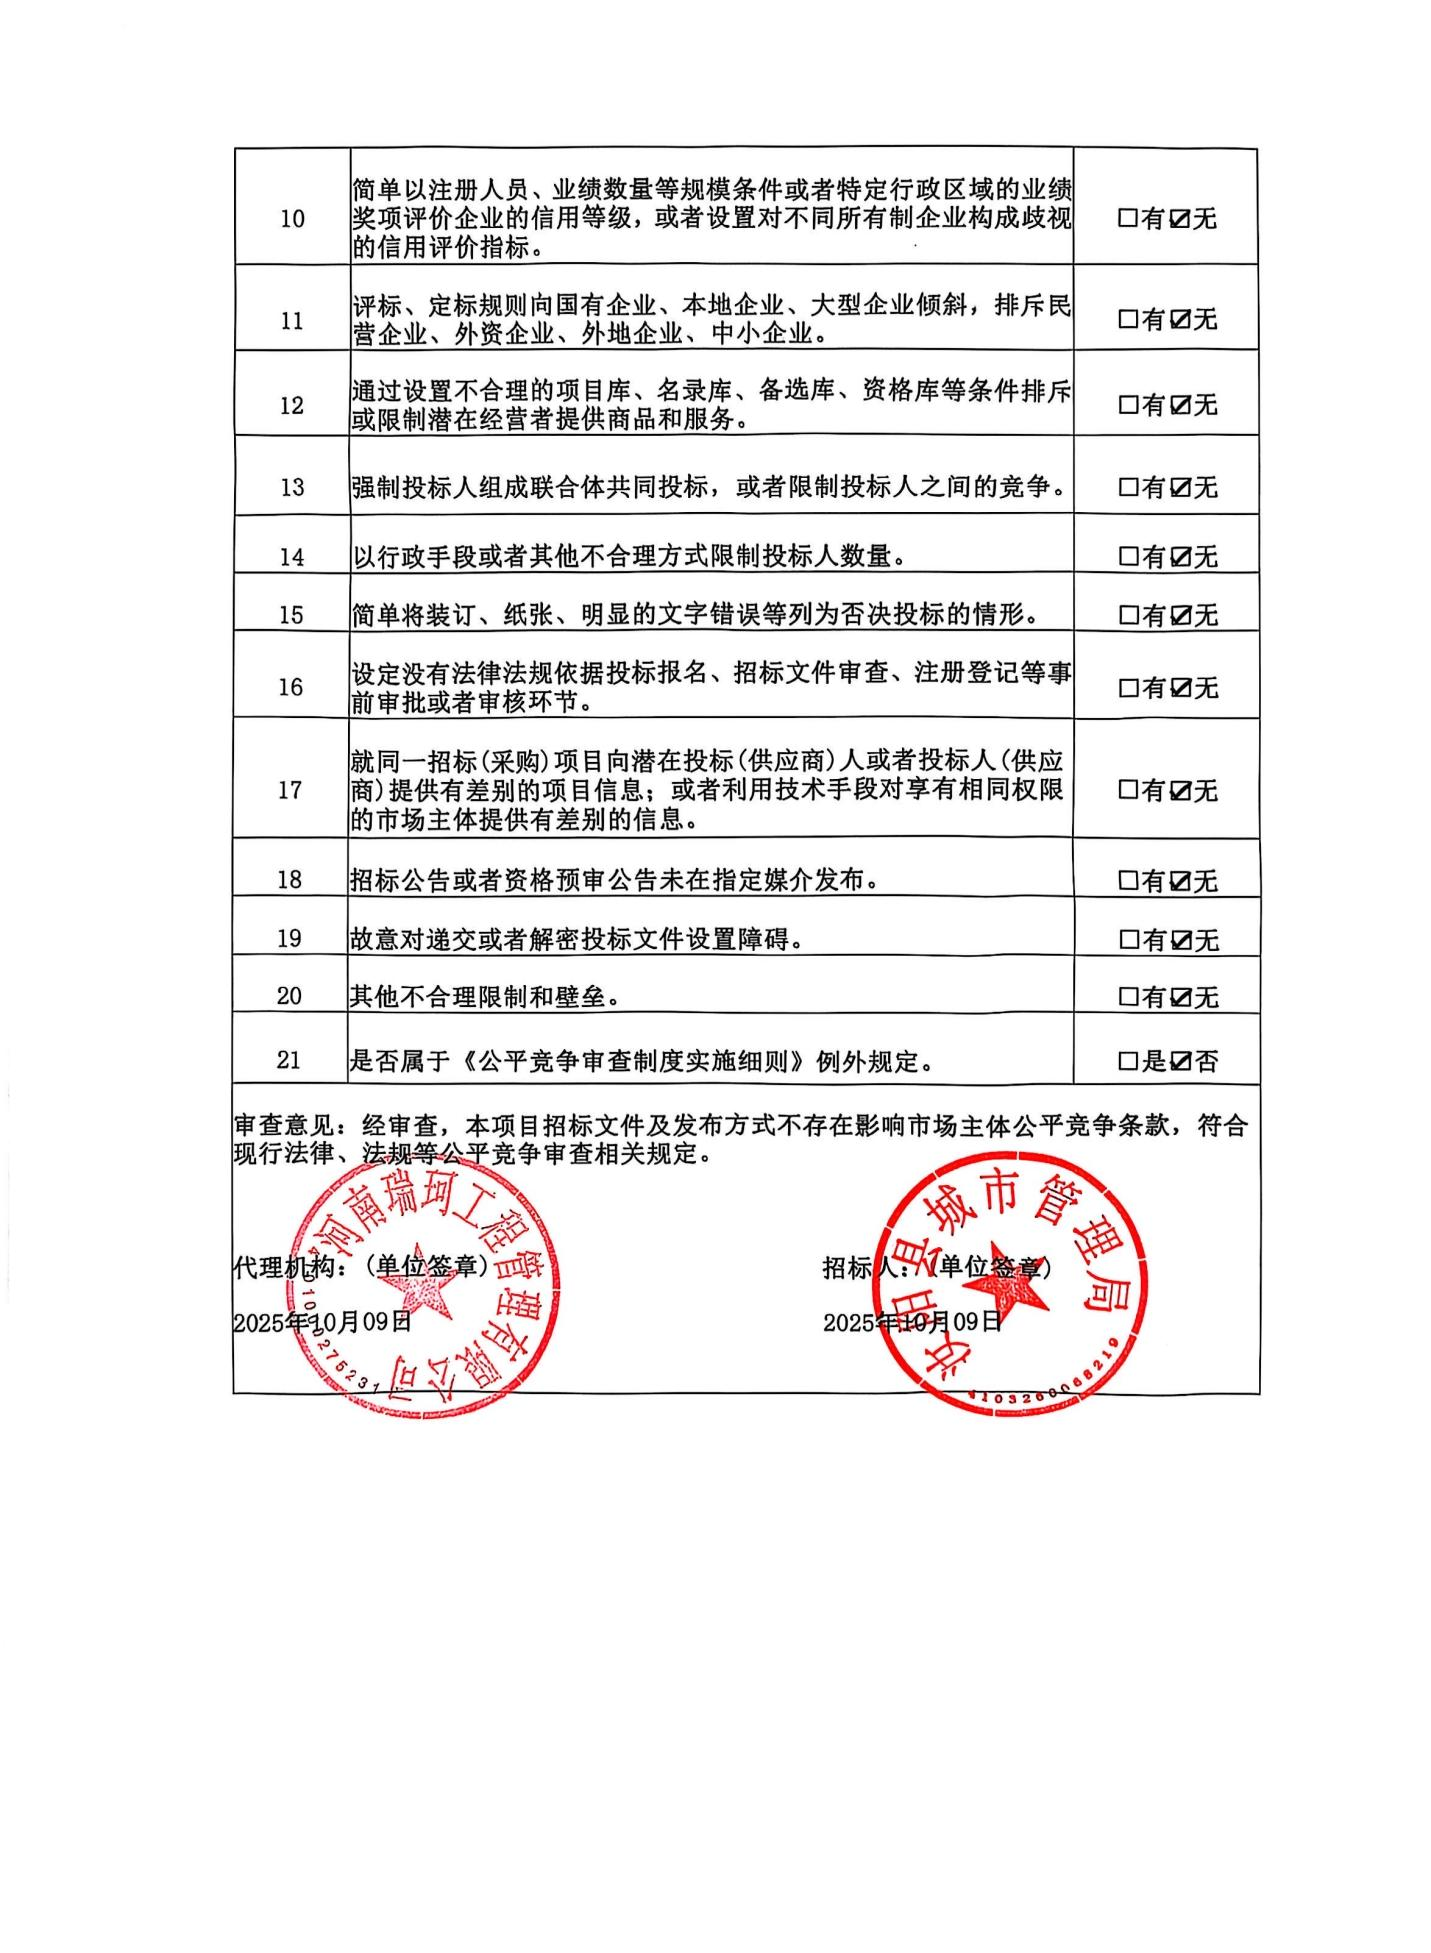 10
简单以注册人员、业绩数量等规模条件或者特定行政区域的业绩
奖项评价企业的信用等级，或者设置对不同所有制企业构成歧视
的信用评价指标。
☐有☑无
11
评标、定标规则向国有企业、本地企业、大型企业倾斜，排斥民
营企业、外资企业、外地企业、中小企业。
☐有☑无
12
通过设置不合理的项目库、名录库、备选库、资格库等条件排斥
或限制潜在经营者提供商品和服务。
☐有☑无
13
强制投标人组成联合体共同投标，或者限制投标人之间的竞争。
☐有☑无
14
以行政手段或者其他不合理方式限制投标人数量。
☐有☑无
15
简单将装订、纸张、明显的文字错误等列为否决投标的情形。
☐有☑无
16
设定没有法律法规依据投标报名、招标文件审查、注册登记等事
前审批或者审核环节。
☐有☑无
17
就同一招标(采购)项目向潜在投标(供应商)人或者投标人(供应
商)提供有差别的项目信息；或者利用技术手段对享有相同权限
的市场主体提供有差别的信息。
☐有☑无
18
招标公告或者资格预审公告未在指定媒介发布。
☐有☑无
19
故意对递交或者解密投标文件设置障碍。
☐有☑无
20
其他不合理限制和壁垒。
☐有☑无
21
是否属于《公平竞争审查制度实施细则》例外规定。
☐是☑否
审查意见：经审查，本项目招标文件及发布方式不存在影响市场主体公平竞争条款，符合
现行法律、法规等公平竞争审查相关规定。
代理机构：(单位签章)
2025年10月09日
河南瑞珂工程管理有限公司
招标人：(单位签章)
2025年10月09日
汝阳县城市管理局